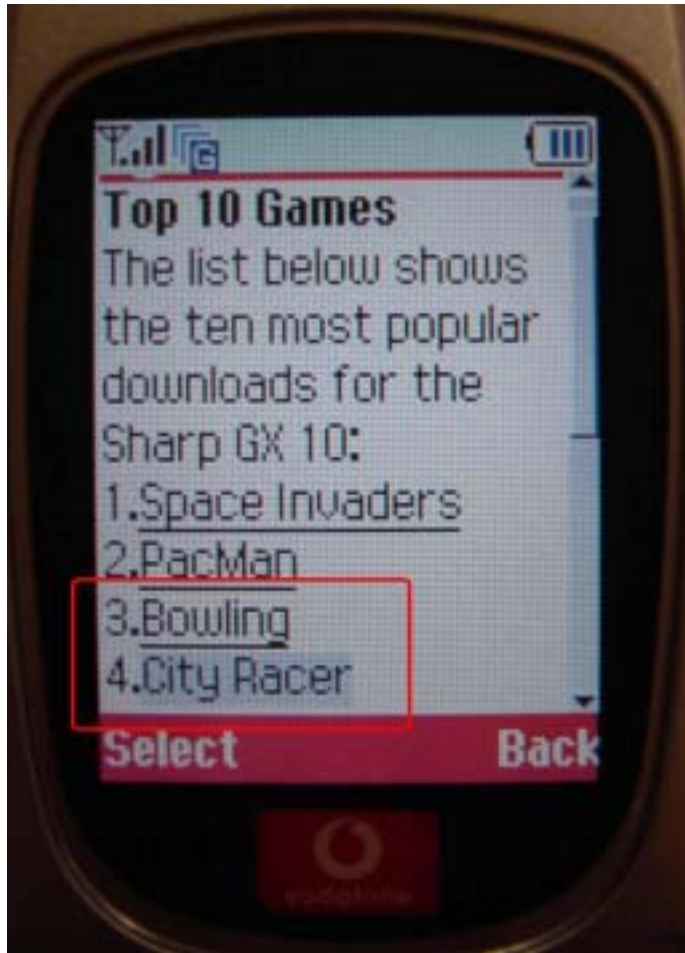 G
Top 10 Games
The list below shows
the ten most popular
downloads for the
Sharp GX 10:
1.Space Invaders
2.PacMan
3.Bowling
4.City Racer
Select Back
vodafone